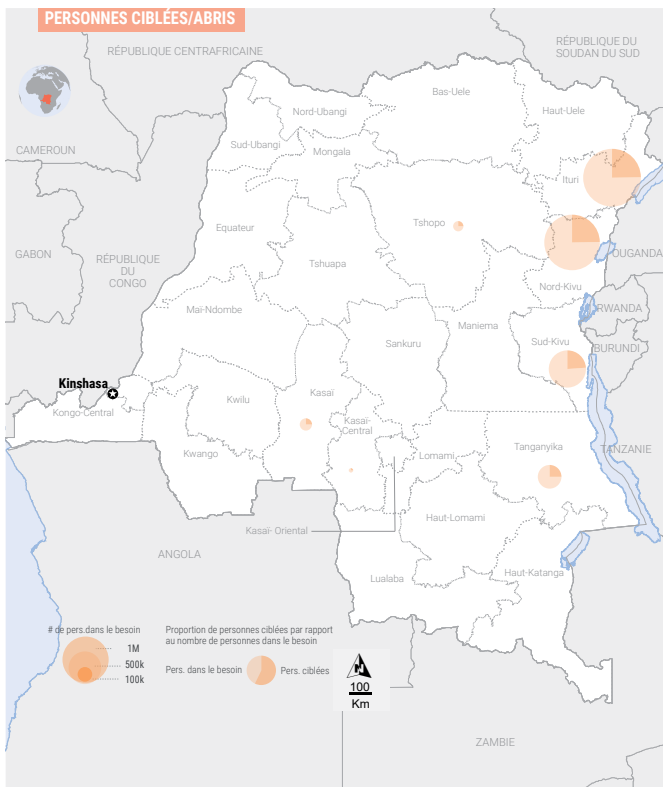 PERSONNES CIBLÉES/ABRIS
RÉPUBLIQUE CENTRAFRICAINE
RÉPUBLIQUE DU
SOUDAN DU SUD
CAMEROUN
Nord-Ubangi
Bas-Uele
Haut-Uele
Sud-Ubangi
Mongala
Ituri
Equateur
Tshopo
GABON
RÉPUBLIQUE
DU
CONGO
Tshuapa
OUGANDA
Nord-Kivu
Maï-Ndombe
Maniema
RWANDA
Sankuru
Sud-Kivu
BURUNDI
Kinshasa
Kongo-Central
Kwilu
Kasaï
Kasaï-
Central
Kwango
Lomami
Tanganyika
TANZANIE
Haut-Lomami
Kasaï- Oriental
ANGOLA
Lualaba
Haut-Katanga
# de pers.dans le besoin
1M
500k
100k
Proportion de personnes ciblées par rapport
au nombre de personnes dans le besoin
Pers. dans le besoin
Pers. ciblées
N
100
Km
ZAMBIE